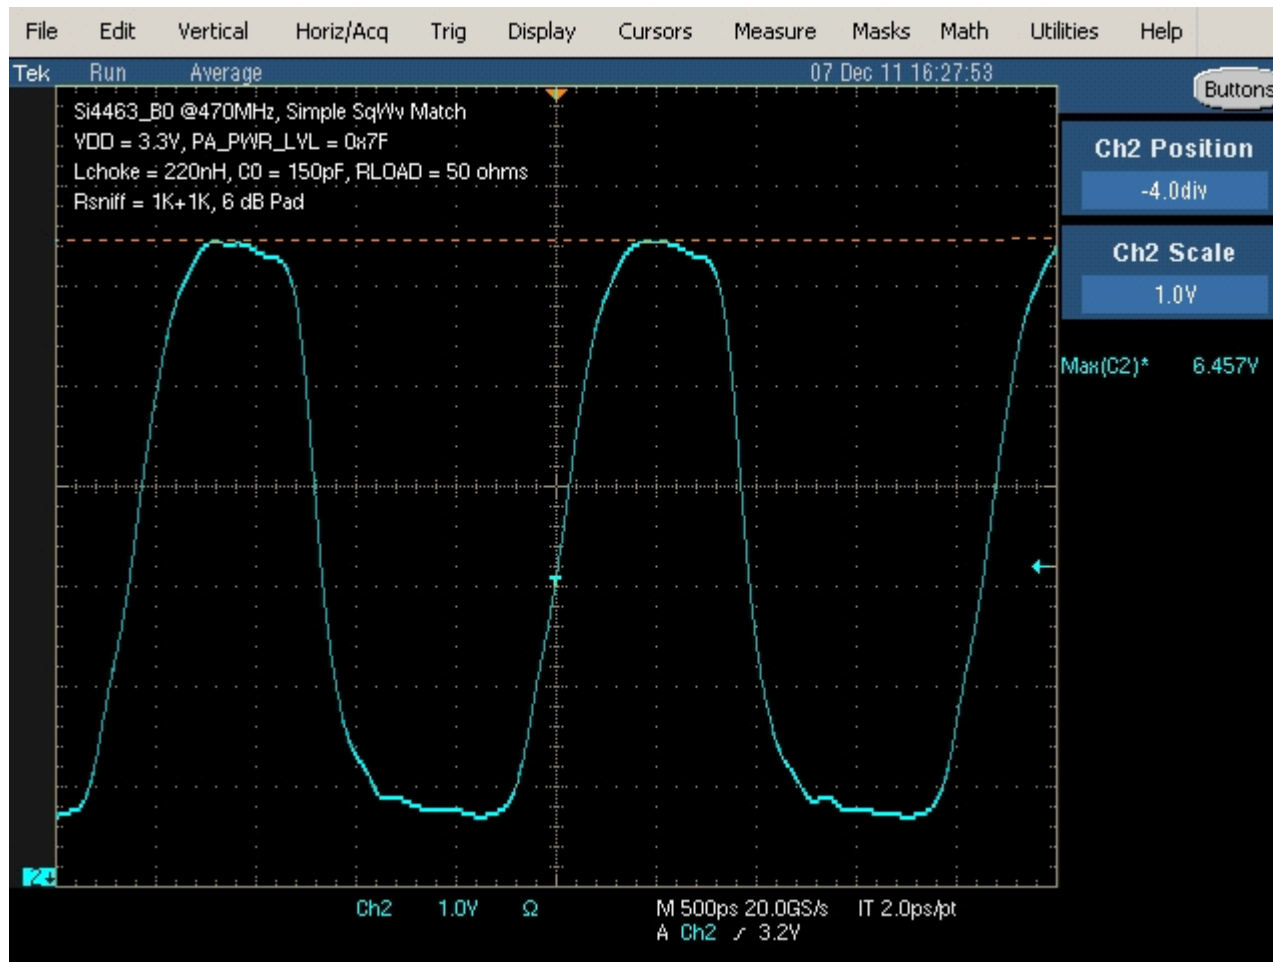 File Edit Vertical Horiz/Acq Trig Display Cursors Measure Masks Math Utilities Help
Tek Run Average 07 Dec 11 16:27:53
Buttons
Si4463_B0 @470MHz, Simple SqWv Match
VDD = 3.3V, PA_PWR_LVL = 0x7F
Lchoke = 220nH, C0 = 150pF, RLOAD = 50 ohms
Rsniff = 1K+1K, 6 dB Pad
Ch2 Position
-4.0div
Ch2 Scale
1.0V
Max(C2)* 6.457V
2
Ch2 1.0V Ω M 500ps 20.0GS/s IT 2.0ps/pt
A Ch2 / 3.2V